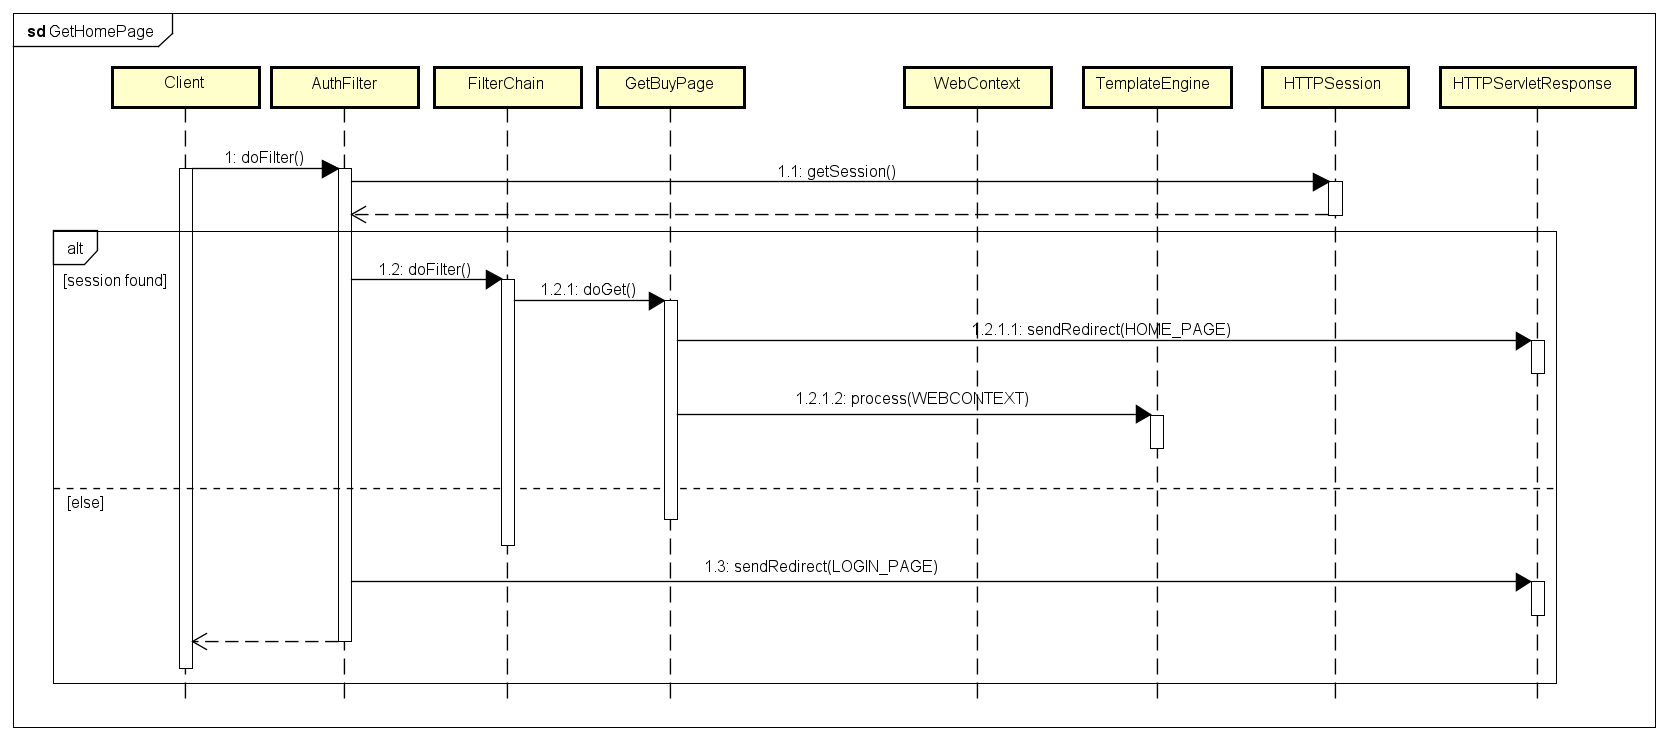 sd GetHomePage
Client
AuthFilter
FilterChain
GetBuyPage
WebContext
TemplateEngine
HTTPSession
HTTPServletResponse
1: doFilter()
1.1: getSession()
alt
[session found]
1.2: doFilter()
1.2.1: doGet()
1.2.1.1: sendRedirect(HOME_PAGE)
1.2.1.2: process(WEBCONTEXT)
[else]
1.3: sendRedirect(LOGIN_PAGE)